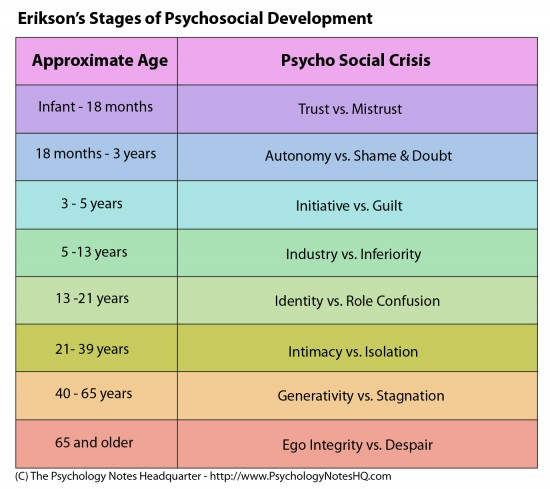 Erikson's Stages of Psychosocial Development
Approximate Age Psycho Social Crisis
Infant - 18 months Trust vs. Mistrust
18 months - 3 years Autonomy vs. Shame & Doubt
3 - 5 years Initiative vs. Guilt
5 -13 years Industry vs. Inferiority
13 -21 years Identity vs. Role Confusion
21- 39 years Intimacy vs. Isolation
40 - 65 years Generativity vs. Stagnation
65 and older Ego Integrity vs. Despair
(C) The Psychology Notes Headquarter - http://www.PsychologyNotesHQ.com